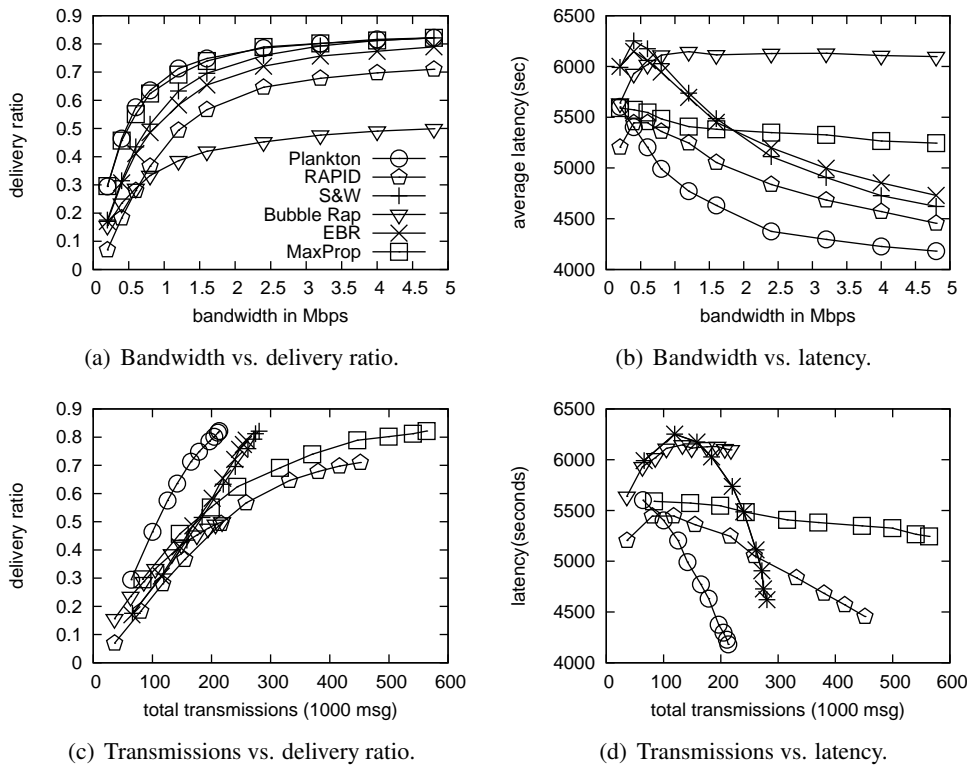 0.9
0.8
0.7
0.6
0.5
0.4
0.3
0.2
0.1
0
delivery ratio
Plankton
RAPID
S&W
Bubble Rap
EBR
MaxProp
0 0.5 1 1.5 2 2.5 3 3.5 4 4.5 5
bandwidth in Mbps
(a) Bandwidth vs. delivery ratio.
6500
6000
5500
5000
4500
4000
average latency(sec)
0 0.5 1 1.5 2 2.5 3 3.5 4 4.5 5
bandwidth in Mbps
(b) Bandwidth vs. latency.
0.9
0.8
0.7
0.6
0.5
0.4
0.3
0.2
0.1
0
delivery ratio
0 100 200 300 400 500 600
total transmissions (1000 msg)
(c) Transmissions vs. delivery ratio.
6500
6000
5500
5000
4500
4000
latency(seconds)
0 100 200 300 400 500 600
total transmissions (1000 msg)
(d) Transmissions vs. latency.